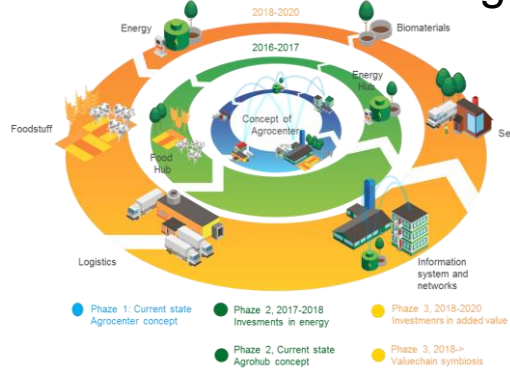 g
2018-2020
Energy
Biomaterials
2016-2017
Energy
Hub
Concept of
Agrocenter
Foodstuff
Se
Food
Hub
Logistics
Information
system and
networks
Phase 1: Current state
Agrocenter concept
Phaze 2, 2017-2018
Invesments in energy
Phaze 3, 2018-2020
Investmenrs in added value
Phaze 2, Current state
Agrohub concept
Phaze 3, 2018->
Valuechain symbiosis